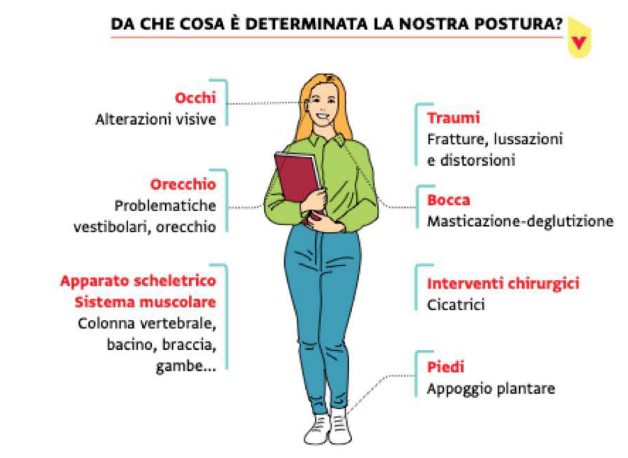 DA CHE COSA È DETERMINATA LA NOSTRA POSTURA?
Occhi
Alterazioni visive
Orecchio
Problematiche
vestibolari, orecchio
Apparato scheletrico
Sistema muscolare
Colonna vertebrale,
bacino, braccia,
gambe...
Traumi
Fratture, lussazioni
e distorsioni
Bocca
Masticazione-deglutizione
Interventi chirurgici
Cicatrici
Piedi
Appoggio plantare